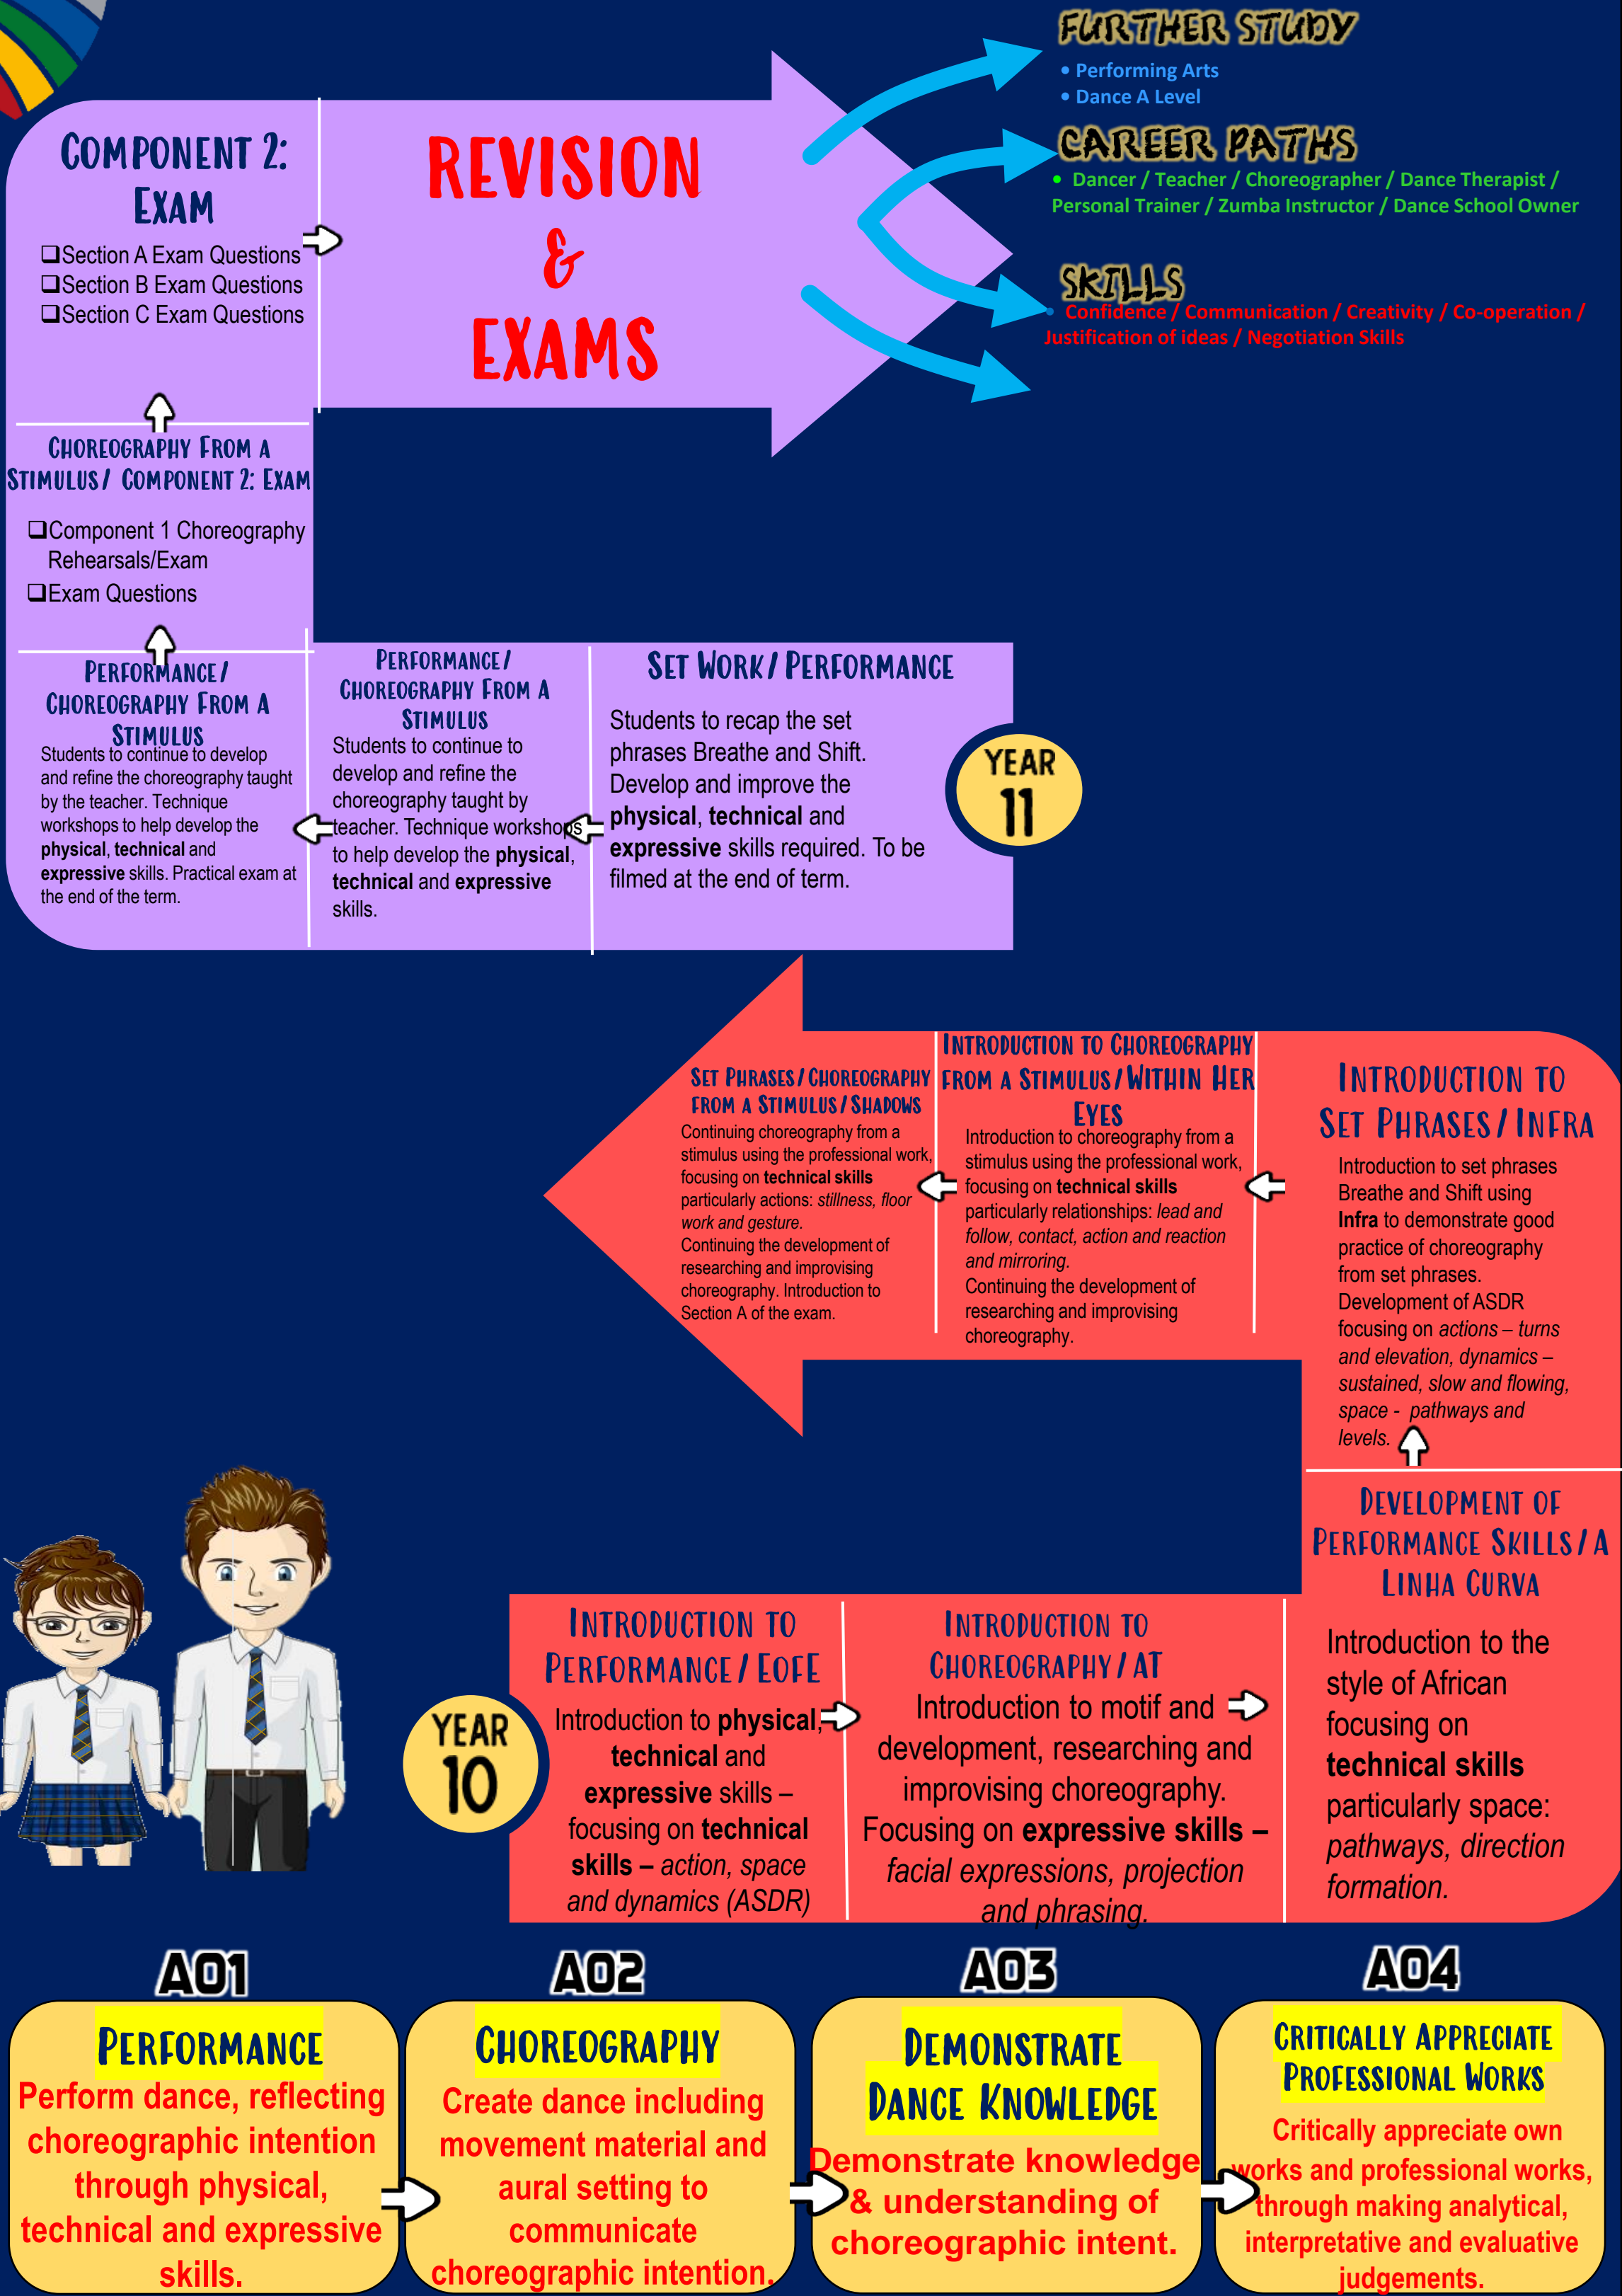 FURTHER STUDY
• Performing Arts
• Dance A Level
CAREER PATHS
• Dancer / Teacher / Choreographer / Dance Therapist /
Personal Trainer / Zumba Instructor / Dance School Owner
SKILLS
• Confidence / Communication / Creativity / Co-operation /
Justification of ideas / Negotiation Skills
COMPONENT 2:
EXAM
❑Section A Exam Questions
❑Section B Exam Questions
❑Section C Exam Questions
REVISION
&
EXAMS
CHOREOGRAPHY FROM A
STIMULUS/ COMPONENT 2: EXAM
❑Component 1 Choreography
Rehearsals/Exam
❑Exam Questions
PERFORMANCE/
CHOREOGRAPHY FROM A
STIMULUS
Students to continue to develop
and refine the choreography taught
by the teacher. Technique
workshops to help develop the
physical, technical and
expressive skills. Practical exam at
the end of the term.
PERFORMANCE/
CHOREOGRAPHY FROM A
STIMULUS
Students to continue to
develop and refine the
choreography taught by
teacher. Technique workshops
to help develop the physical,
technical and expressive
skills.
SET WORK/ PERFORMANCE
Students to recap the set
phrases Breathe and Shift.
Develop and improve the
physical, technical and
expressive skills required. To be
filmed at the end of term.
YEAR
11
SET PHRASES/CHOREOGRAPHY
FROM A STIMULUS/SHADOWS
Continuing choreography from a
stimulus using the professional work,
focusing on technical skills
particularly actions: stillness, floor
work and gesture.
Continuing the development of
researching and improvising
choreography. Introduction to
Section A of the exam.
INTRODUCTION TO CHOREOGRAPHY
FROM A STIMULUS/WITHIN HER
EYES
Introduction to choreography from a
stimulus using the professional work,
focusing on technical skills
particularly relationships: lead and
follow, contact, action and reaction
and mirroring.
Continuing the development of
researching and improvising
choreography.
INTRODUCTION TO
SET PHRASES/INFRA
Introduction to set phrases
Breathe and Shift using
Infra to demonstrate good
practice of choreography
from set phrases.
Development of ASDR
focusing on actions – turns
and elevation, dynamics –
sustained, slow and flowing,
space - pathways and
levels.
DEVELOPMENT OF
PERFORMANCE SKILLS/A
LINHA CURVA
Introduction to the
style of African
focusing on
technical skills
particularly space:
pathways, direction
formation.
YEAR
10
INTRODUCTION TO
PERFORMANCE/EOFE
Introduction to physical,
technical and
expressive skills –
focusing on technical
skills – action, space
and dynamics (ASDR)
INTRODUCTION TO
CHOREOGRAPHY/AT
Introduction to motif and
development, researching and
improvising choreography.
Focusing on expressive skills –
facial expressions, projection
and phrasing.
AO1
PERFORMANCE
Perform dance, reflecting
choreographic intention
through physical,
technical and expressive
skills.
AO2
CHOREOGRAPHY
Create dance including
movement material and
aural setting to
communicate
choreographic intention.
AO3
DEMONSTRATE
DANCE KNOWLEDGE
Demonstrate knowledge
& understanding of
choreographic intent.
AO4
CRITICALLY APPRECIATE
PROFESSIONAL WORKS
Critically appreciate own
works and professional works,
through making analytical,
interpretative and evaluative
judgements.